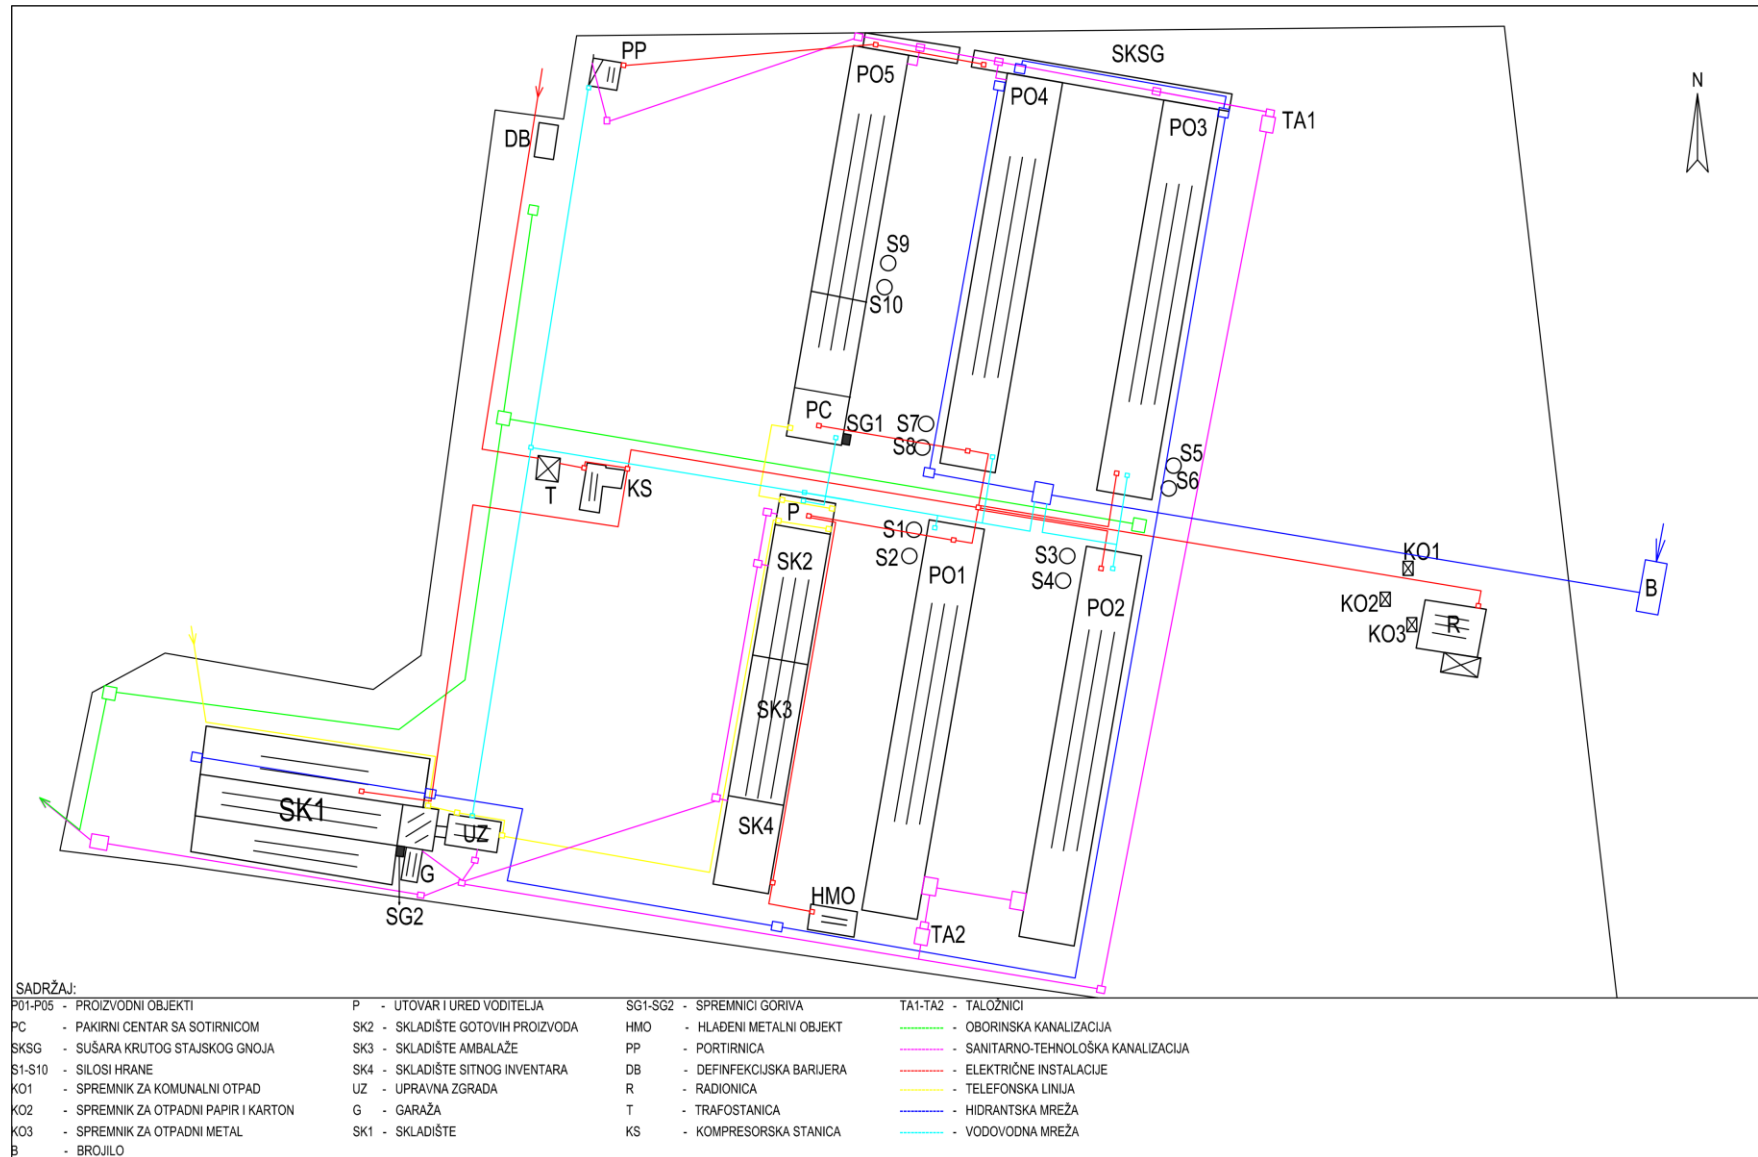 PP
SKSG
N
PO5
PO4
PO3
TA1
DB
S9
S10
PC
SG1
S7
S8
S5
S6
T
KS
P
S1
S2
S3
S4
KO1
KO2
KO3
R
B
SK2
PO1
PO2
SK3
SK1
SK4
UZ
G
SG2
HMO
TA2
SADRŽAJ:
P01-P05 - PROIZVODNI OBJEKTI
PC - PAKIRNI CENTAR SA SOTIRNICOM
SKSG - SUŠARA KRUTOG STAJSKOG GNOJA
S1-S10 - SILOSI HRANE
KO1 - SPREMNIK ZA KOMUNALNI OTPAD
KO2 - SPREMNIK ZA OTPADNI PAPIR I KARTON
KO3 - SPREMNIK ZA OTPADNI METAL
B - BROJILO
P - UTOVAR I URED VODITELJA
SK2 - SKLADIŠTE GOTOVIH PROIZVODA
SK3 - SKLADIŠTE AMBALAŽE
SK4 - SKLADIŠTE SITNOG INVENTARA
UZ - UPRAVNA ZGRADA
G - GARAŽA
SK1 - SKLADIŠTE
SG1-SG2 - SPREMNICI GORIVA
HMO - HLAĐENI METALNI OBJEKT
PP - PORTIRNICA
DB - DEFINFEKCIJSKA BARIJERA
R - RADIONICA
T - TRAFOSTANICA
KS - KOMPRESORSKA STANICA
TA1-TA2 - TALOŽNICI
- OBORINSKA KANALIZACIJA
- SANITARNO-TEHNOLOŠKA KANALIZACIJA
- ELEKTRIČNE INSTALACIJE
- TELEFONSKA LINIJA
- HIDRANTSKA MREŽA
- VODOVODNA MREŽA